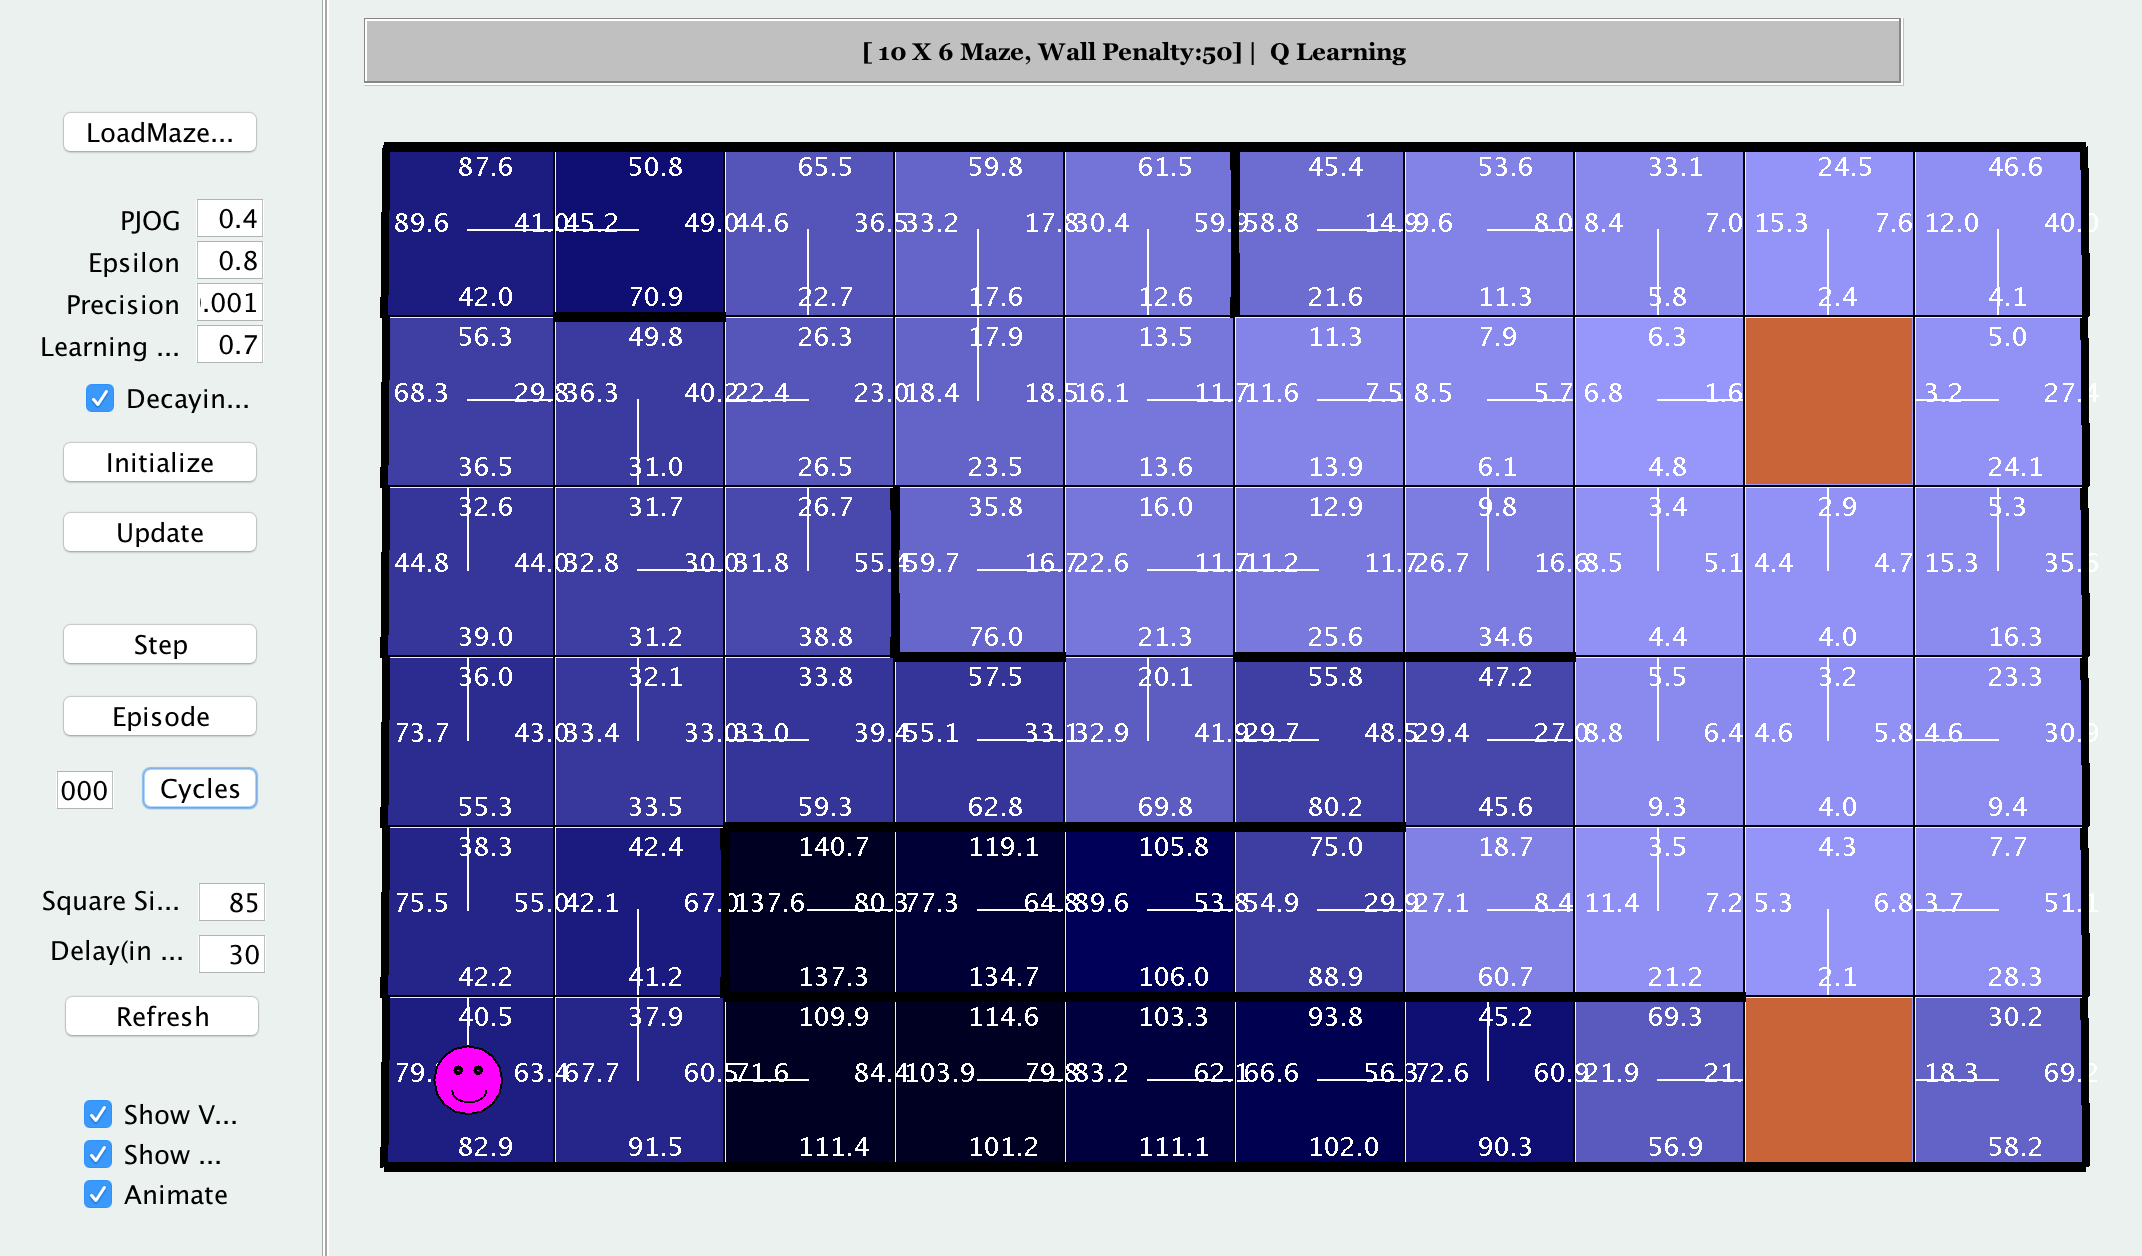 [ 10 X 6 Maze, Wall Penalty:50] | Q Learning
LoadMaze...
PJOG 0.4
Epsilon 0.8
Precision .001
Learning ... 0.7
Decayin...
Initialize
Update
Step
Episode
000 Cycles
Square Si... 85
Delay(in ... 30
Refresh
Show V...
Show ...
Animate
87.6 50.8 65.5 59.8 61.5 45.4 53.6 33.1 24.5 46.6
89.6 41.0 45.2 49.0 44.6 36.5 33.2 17.8 30.4 59.9 58.8 14.9 9.6 8.0 8.4 7.0 15.3 7.6 12.0 40.
42.0 70.9 22.7 17.6 12.6 21.6 11.3 5.8 2.4 4.1
56.3 49.8 26.3 17.9 13.5 11.3 7.9 6.3 5.0
68.3 29.8 36.3 40.2 22.4 23.0 18.4 18.5 16.1 11.7 11.6 7.5 8.5 5.7 6.8 1.6 3.2 27.4
36.5 31.0 26.5 23.5 13.6 13.9 6.1 4.8 24.1
32.6 31.7 26.7 35.8 16.0 12.9 9.8 3.4 2.9 5.3
44.8 44.0 32.8 30.0 31.8 55.4 59.7 16.7 22.6 11.7 11.2 11.7 26.7 16.6 8.5 5.1 4.4 4.7 15.3 35.6
39.0 31.2 38.8 76.0 21.3 25.6 34.6 4.4 4.0 16.3
36.0 32.1 33.8 57.5 20.1 55.8 47.2 5.5 3.2 23.3
73.7 43.0 33.4 33.0 33.0 39.4 55.1 33.1 32.9 41.9 29.7 48.5 29.4 27.0 8.8 6.4 4.6 5.8 4.6 30.9
55.3 33.5 59.3 62.8 69.8 80.2 45.6 9.3 4.0 9.4
38.3 42.4 140.7 119.1 105.8 75.0 18.7 3.5 4.3 7.7
75.5 55.0 42.1 67.0 137.6 80.3 77.3 64.8 89.6 53.8 54.9 29.9 27.1 8.4 11.4 7.2 5.3 6.8 3.7 51.1
42.2 41.2 137.3 134.7 106.0 88.9 60.7 21.2 2.1 28.3
40.5 37.9 109.9 114.6 103.3 93.8 45.2 69.3 30.2
79. 63.4 67.7 60.5 71.6 84.4 103.9 79.8 83.2 62.1 66.6 56.3 72.6 60.9 21.9 21. 18.3 69.2
82.9 91.5 111.4 101.2 111.1 102.0 90.3 56.9 58.2